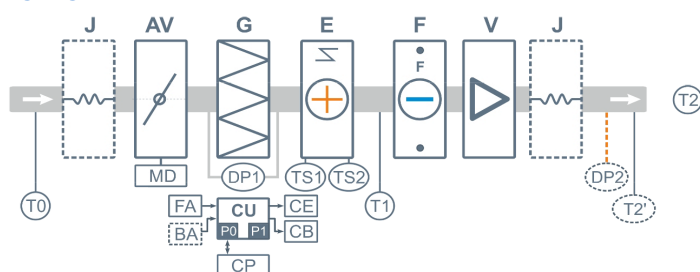 J AV G E F V J
F
T2
MD DP1 TS1 TS2 DP2
T0 T1 T2'
FA CU CE
BA P0 P1 CB
CP